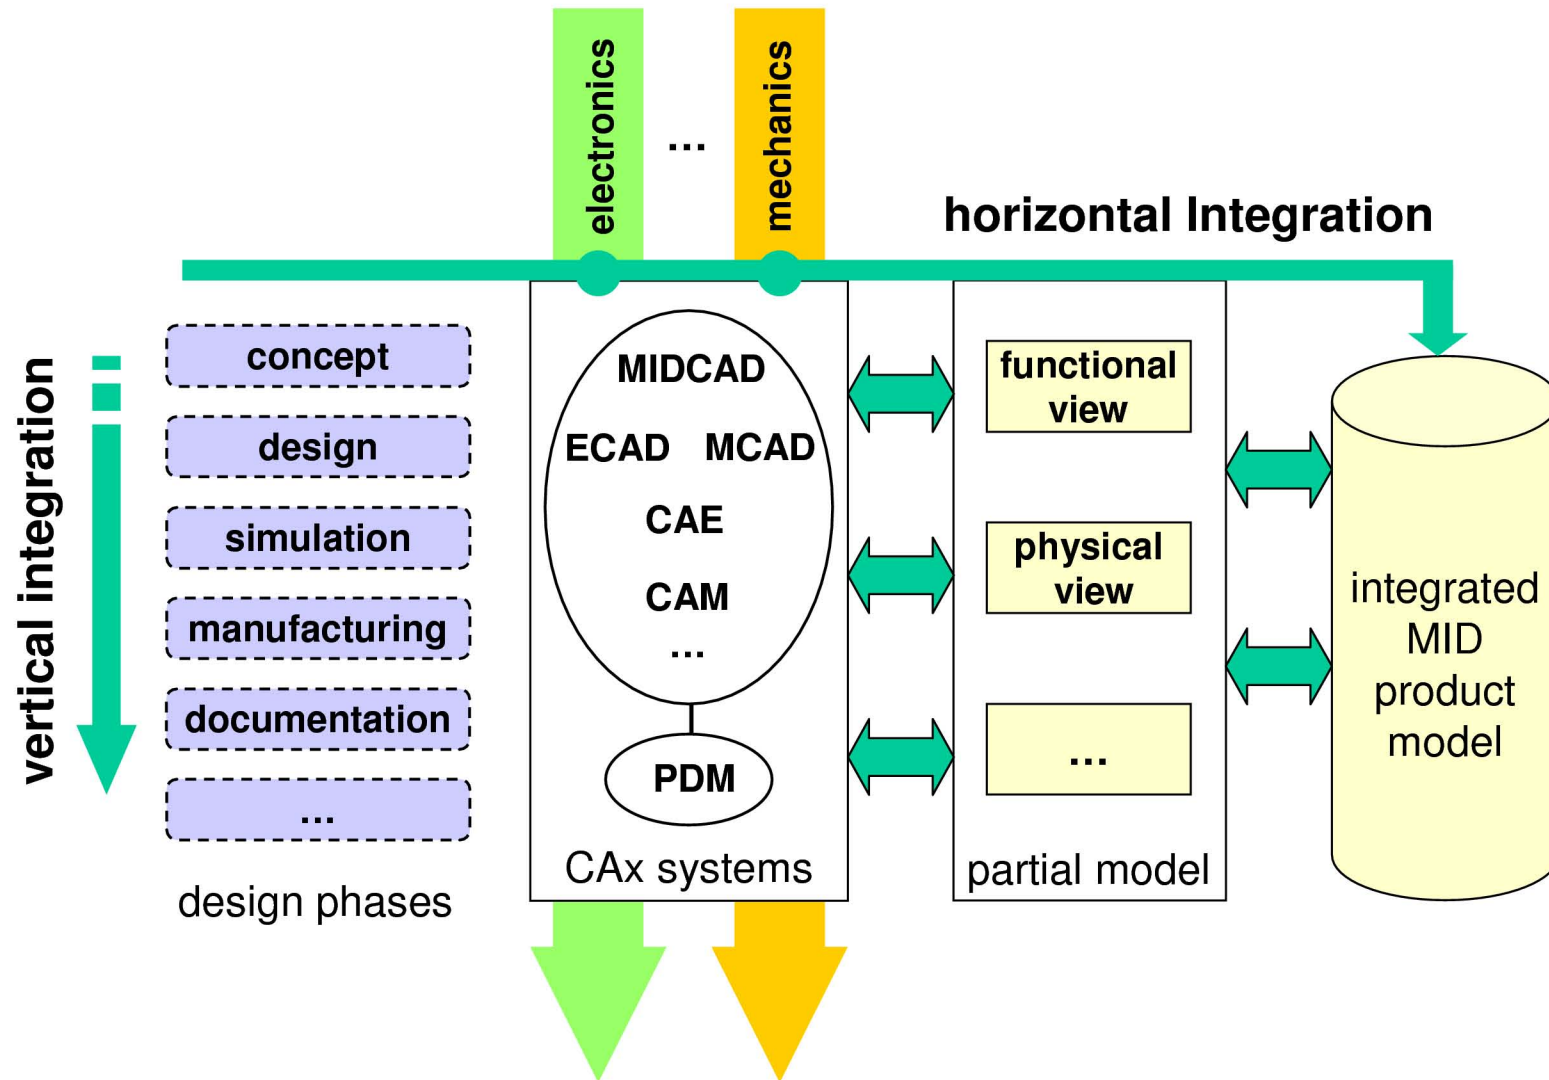 electronics
...
mechanics
horizontal Integration
vertical integration
concept
design
simulation
manufacturing
documentation
...
design phases
MIDCAD
ECAD MCAD
CAE
CAM
...
PDM
CAx systems
functional
view
physical
view
...
partial model
integrated
MID
product
model